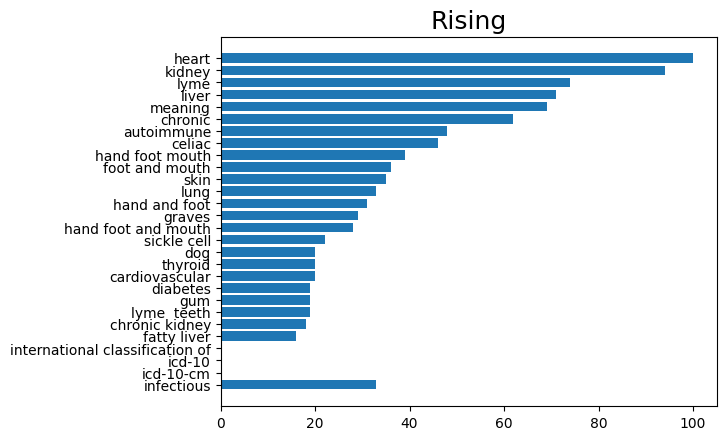 Rising
heart
kidney
lyme
liver
meaning
chronic
autoimmune
celiac
hand foot mouth
foot and mouth
skin
lung
hand and foot
graves
hand foot and mouth
sickle cell
dog
thyroid
cardiovascular
diabetes
gum
lyme  teeth
chronic kidney
fatty liver
international classification of
icd-10
icd-10-cm
infectious
0 20 40 60 80 100